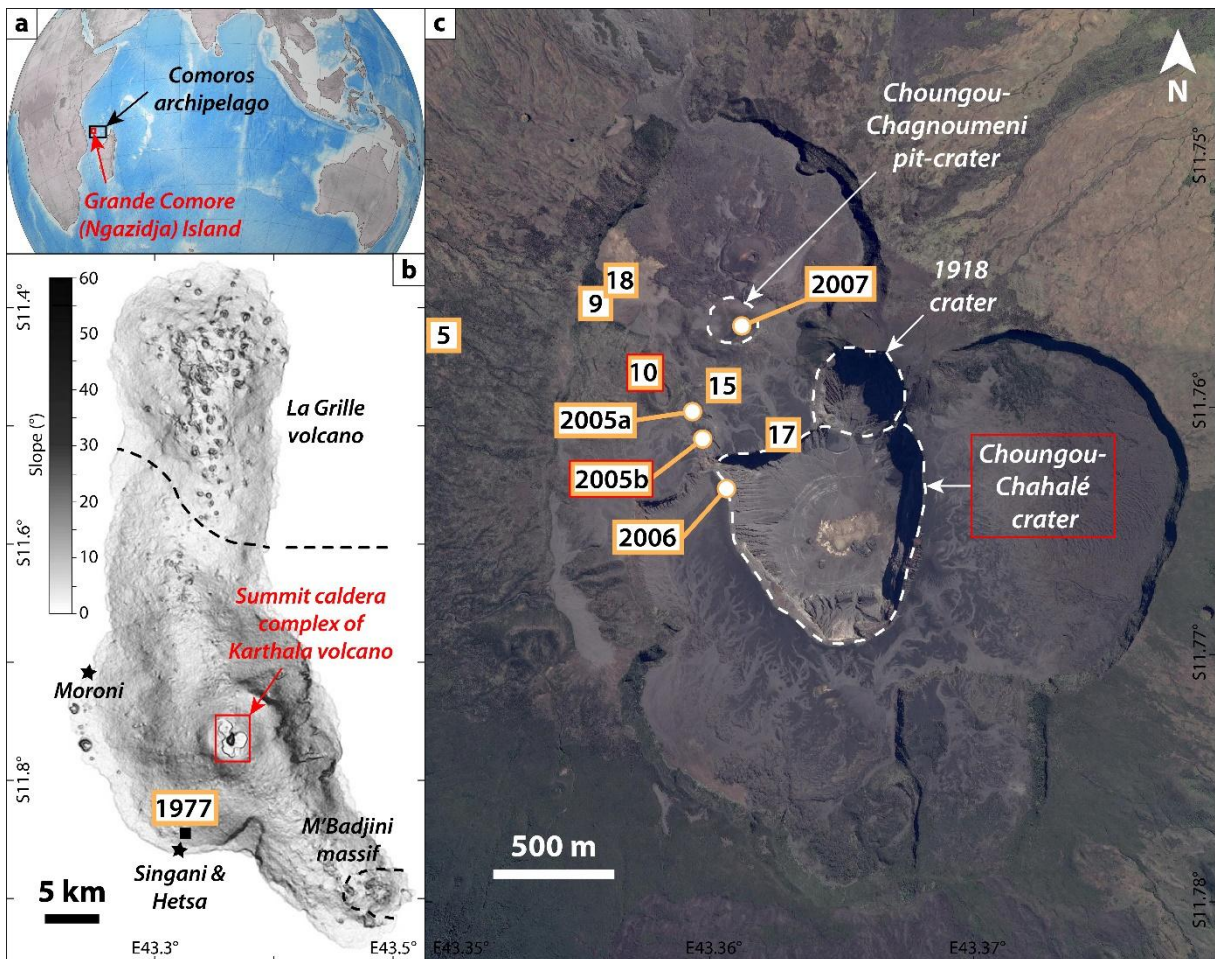 a
Comoros
archipelago
Grande Comore
(Ngazidja) Island
b
60
50
40
30
20
10
0
Slope (°)
La Grille
volcano
Summit caldera
complex of
Karthala volcano
Moroni
1977
Singani &
Hetsa
M'Badjini
massif
5 km
S11.4°
S11.6°
S11.8°
E43.3°
E43.5°
c
N
Choungou-
Chagnoumeni
pit-crater
1918
crater
2007
18
9
5
10
15
2005a
17
2005b
2006
Choungou-
Chahalé
crater
500 m
S11.75°
S11.76°
S11.77°
S11.78°
E43.35°
E43.36°
E43.37°